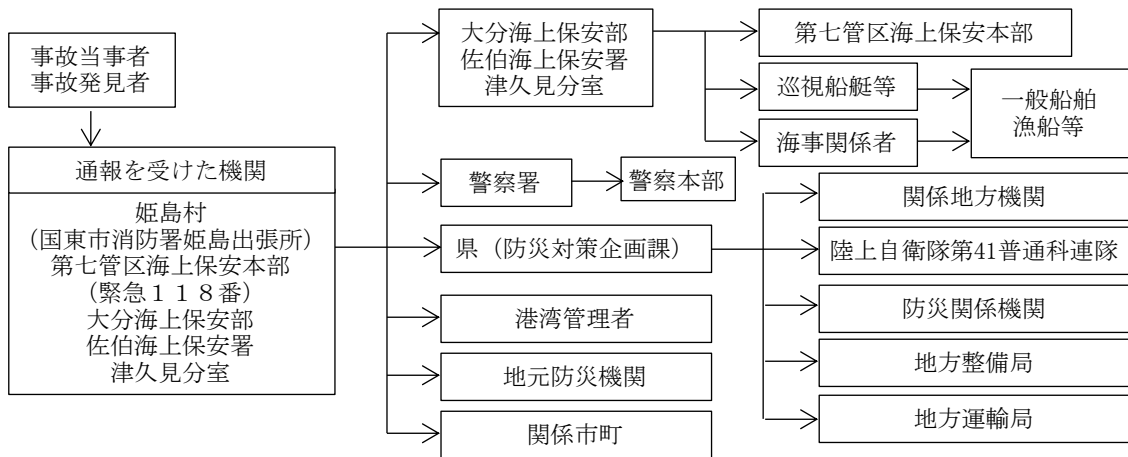 事故当事者
事故発見者
通報を受けた機関
姫島村
(国東市消防署姫島出張所)
第七管区海上保安本部
(緊急１１８番)
大分海上保安部
佐伯海上保安署
津久見分室
大分海上保安部
佐伯海上保安署
津久見分室
第七管区海上保安本部
巡視船艇等
海事関係者
一般船舶
漁船等
警察署
警察本部
県（防災対策企画課）
関係地方機関
陸上自衛隊第41普通科連隊
防災関係機関
地方整備局
地方運輸局
港湾管理者
地元防災機関
関係市町